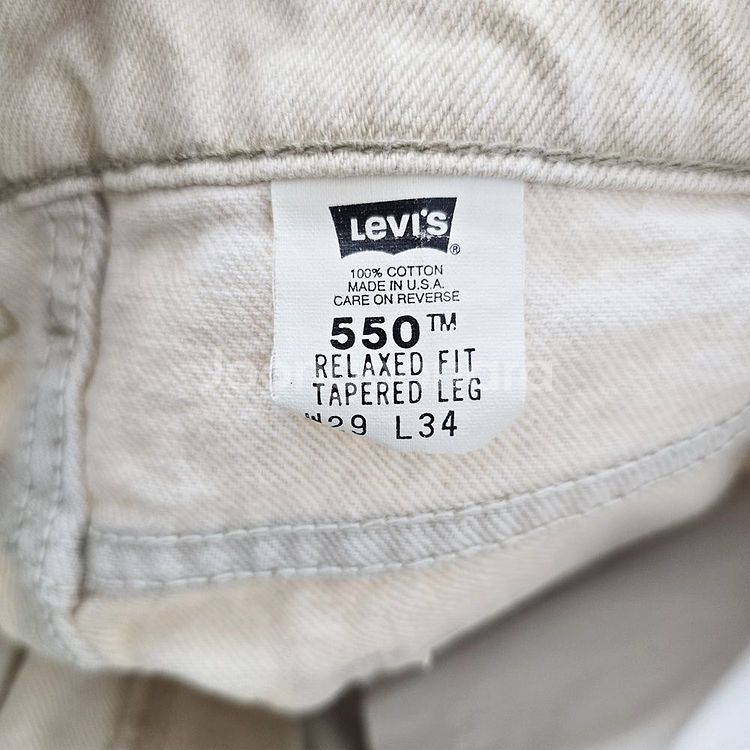 Levi's®
100% COTTON
MADE IN U.S.A.
CARE ON REVERSE
550™
RELAXED FIT
TAPERED LEG
W29 L34